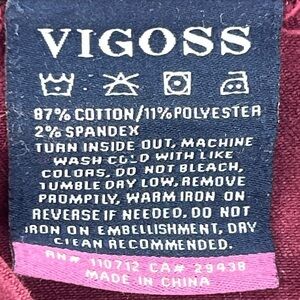 VIGOSS
87% COTTON/11% POLYESTER
2% SPANDEX
TURN INSIDE OUT, MACHINE
WASH COLD WITH LIKE
COLORS, DO NOT BLEACH,
TUMBLE DRY LOW, REMOVE
PROMPTLY, WARM IRON ON
REVERSE IF NEEDED. DO NOT
IRON ON EMBELLISHMENT, DRY
CLEAN RECOMMENDED.
RN# 110712 CA# 29438
MADE IN CHINA